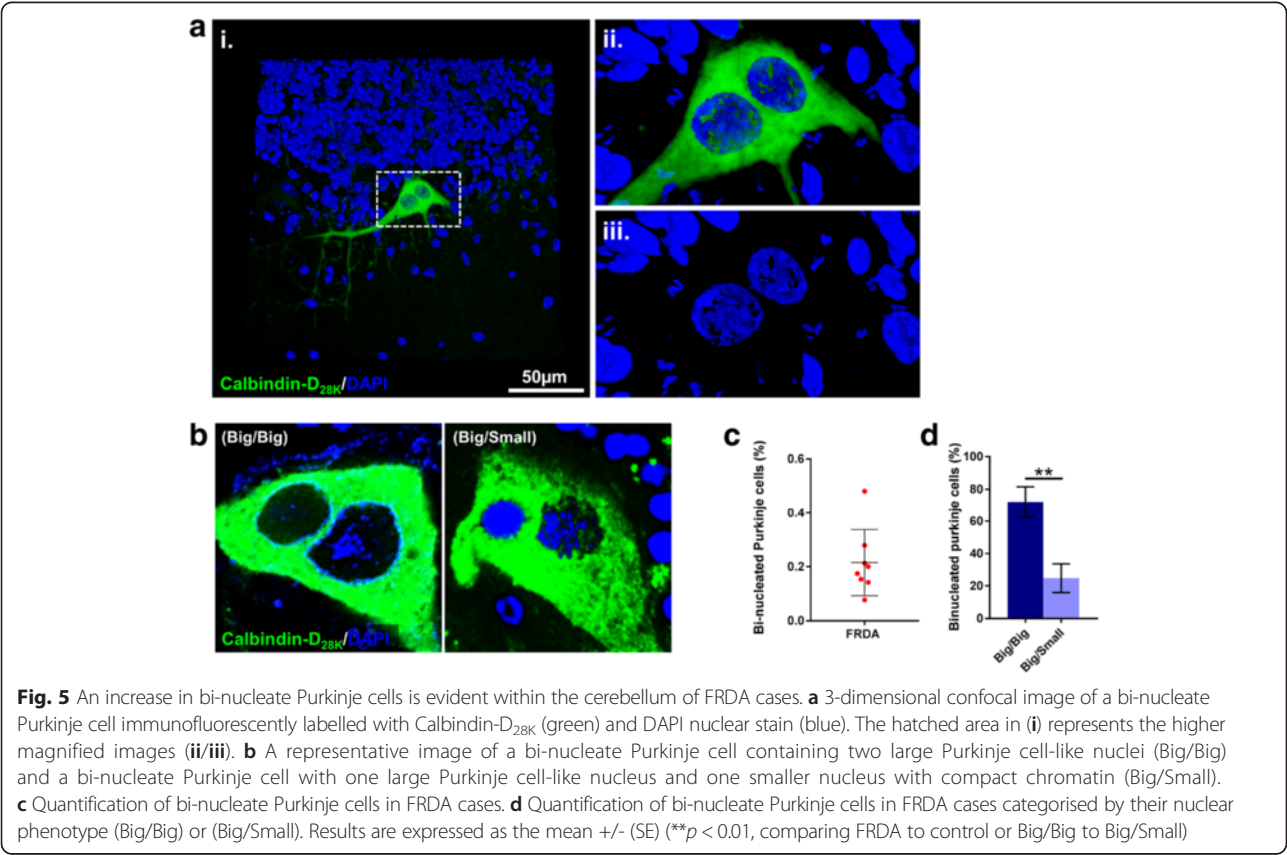 a
i.
ii.
iii.
Calbindin-D28K/DAPI
50µm
b
(Big/Big)
(Big/Small)
Calbindin-D28K/DAPI
c
Bi-nucleated Purkinje cells (%)
0.6
0.4
0.2
0.0
FRDA
d
Binucleated purkinje cells (%)
100
80
60
40
20
0
**
Big/Big
Big/Small
Fig. 5 An increase in bi-nucleate Purkinje cells is evident within the cerebellum of FRDA cases. a 3-dimensional confocal image of a bi-nucleate
Purkinje cell immunofluorescently labelled with Calbindin-D28K (green) and DAPI nuclear stain (blue). The hatched area in (i) represents the higher
magnified images (ii/iii). b A representative image of a bi-nucleate Purkinje cell containing two large Purkinje cell-like nuclei (Big/Big)
and a bi-nucleate Purkinje cell with one large Purkinje cell-like nucleus and one smaller nucleus with compact chromatin (Big/Small).
c Quantification of bi-nucleate Purkinje cells in FRDA cases. d Quantification of bi-nucleate Purkinje cells in FRDA cases categorised by their nuclear
phenotype (Big/Big) or (Big/Small). Results are expressed as the mean +/- (SE) (**p < 0.01, comparing FRDA to control or Big/Big to Big/Small)